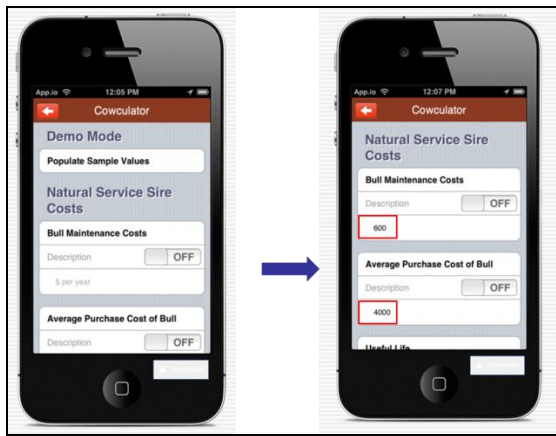 App.io 12:05 PM
Cowculator
Demo Mode
Populate Sample Values
Natural Service Sire
Costs
Bull Maintenance Costs
Description OFF
$ per year
Average Purchase Cost of Bull
Description OFF
App.io 12:07 PM
Cowculator
Natural Service Sire
Costs
Bull Maintenance Costs
Description OFF
600
Average Purchase Cost of Bull
Description OFF
4000
Useful Life